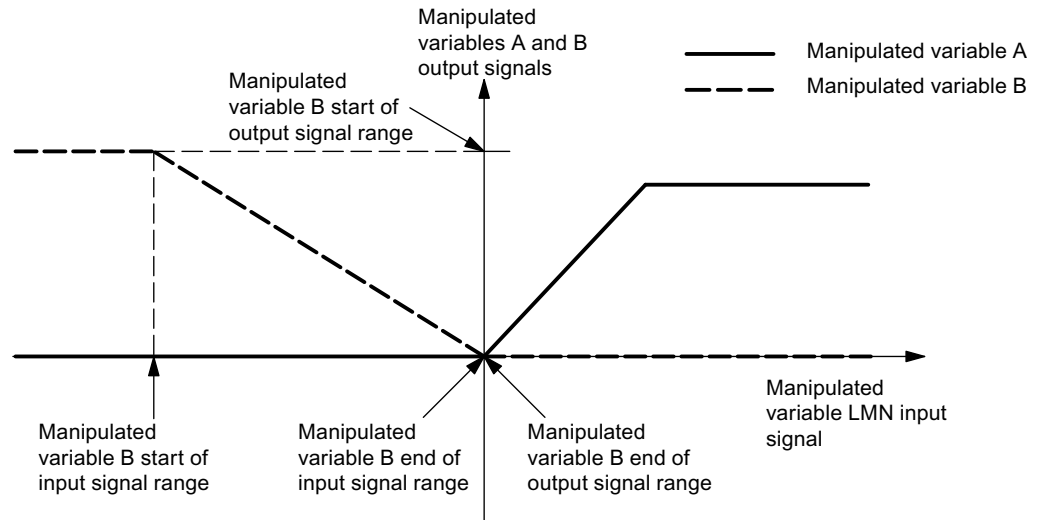 Manipulated
variables A and B
output signals
Manipulated variable A
Manipulated variable B
Manipulated
variable B start of
output signal range
Manipulated
variable LMN input
signal
Manipulated
variable B start of
input signal range
Manipulated
variable B end of
input signal range
Manipulated
variable B end of
output signal range